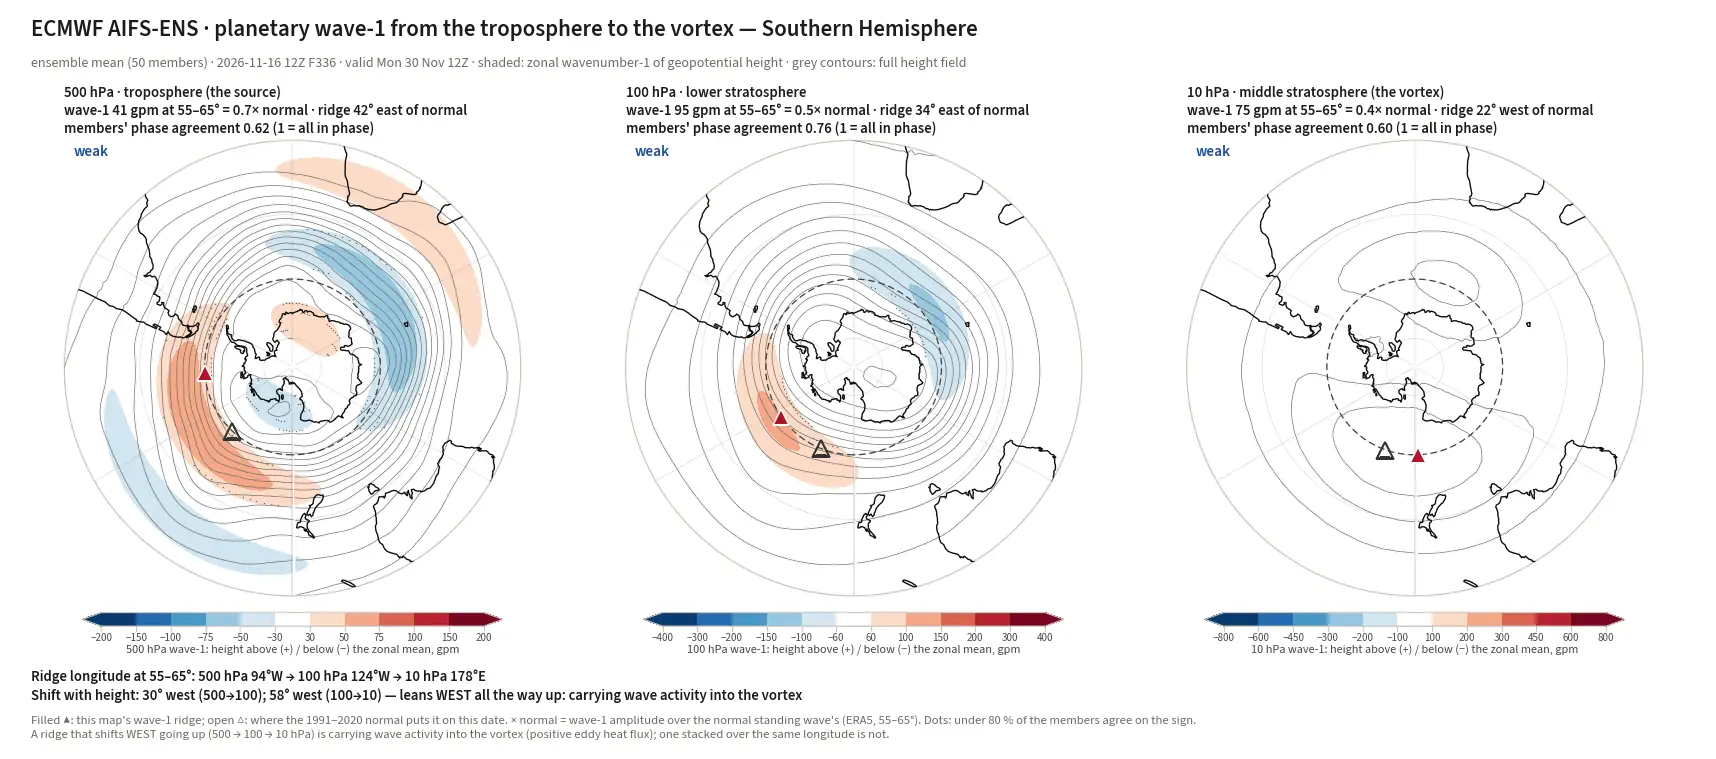 ECMWF AIFS-ENS · planetary wave-1 from the troposphere to the vortex — Southern Hemisphere
ensemble mean (50 members) · 2026-11-16 12Z F336 · valid Mon 30 Nov 12Z · shaded: zonal wavenumber-1 of geopotential height · grey contours: full height field
500 hPa · troposphere (the source)
wave-1 41 gpm at 55–65° = 0.7× normal · ridge 42° east of normal
members' phase agreement 0.62 (1 = all in phase)
weak
100 hPa · lower stratosphere
wave-1 95 gpm at 55–65° = 0.5× normal · ridge 34° east of normal
members' phase agreement 0.76 (1 = all in phase)
weak
10 hPa · middle stratosphere (the vortex)
wave-1 75 gpm at 55–65° = 0.4× normal · ridge 22° west of normal
members' phase agreement 0.60 (1 = all in phase)
weak
−200 −150 −100 −75 −50 −30 30 50 75 100 150 200
500 hPa wave-1: height above (+) / below (−) the zonal mean, gpm
−400 −300 −200 −150 −100 −60 60 100 150 200 300 400
100 hPa wave-1: height above (+) / below (−) the zonal mean, gpm
−800 −600 −450 −300 −200 −100 100 200 300 450 600 800
10 hPa wave-1: height above (+) / below (−) the zonal mean, gpm
Ridge longitude at 55–65°: 500 hPa 94°W → 100 hPa 124°W → 10 hPa 178°E
Shift with height: 30° west (500→100); 58° west (100→10) — leans WEST all the way up: carrying wave activity into the vortex
Filled ▲: this map's wave-1 ridge; open △: where the 1991–2020 normal puts it on this date. × normal = wave-1 amplitude over the normal standing wave's (ERA5, 55–65°). Dots: under 80 % of the members agree on the sign.
A ridge that shifts WEST going up (500 → 100 → 10 hPa) is carrying wave activity into the vortex (positive eddy heat flux); one stacked over the same longitude is not.